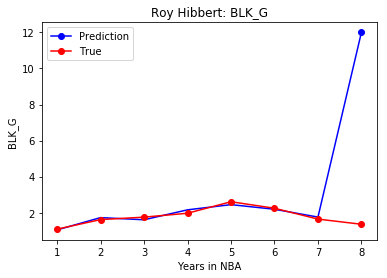 Roy Hibbert: BLK_G
Prediction
True
BLK_G
12
10
8
6
4
2
1 2 3 4 5 6 7 8
Years in NBA